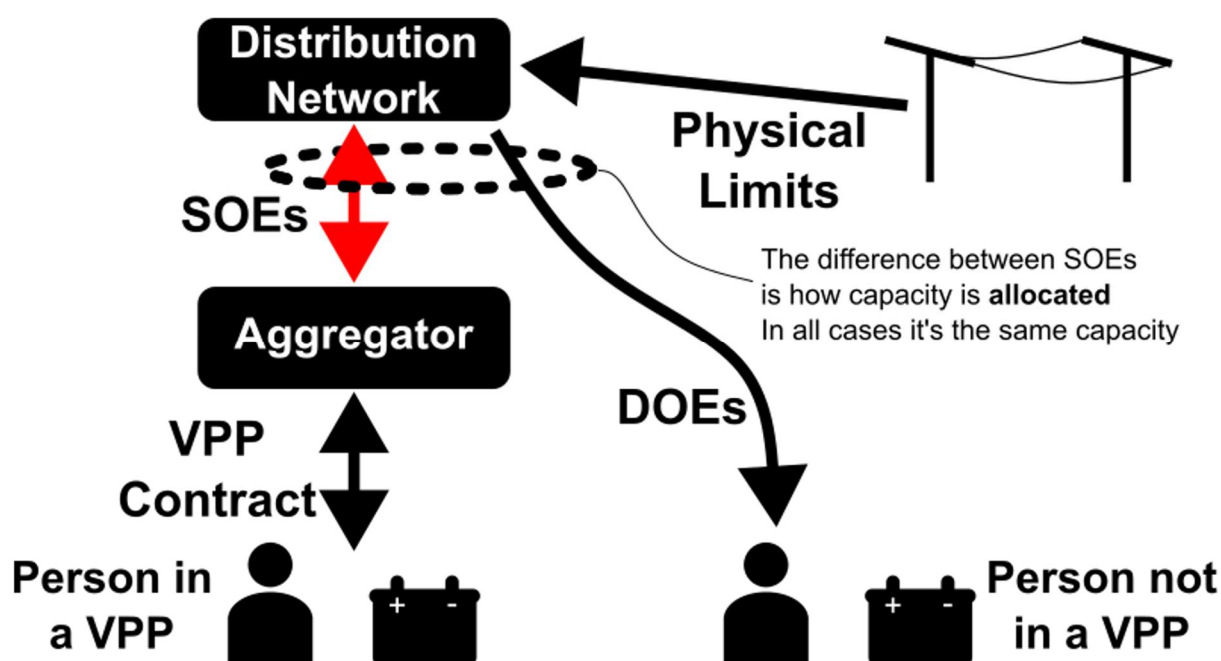 Distribution
Network
Physical
Limits
SOEs
The difference between SOEs
is how capacity is allocated
In all cases it's the same capacity
Aggregator
DOEs
VPP
Contract
Person in
a VPP
+ -
+ -
Person not
in a VPP